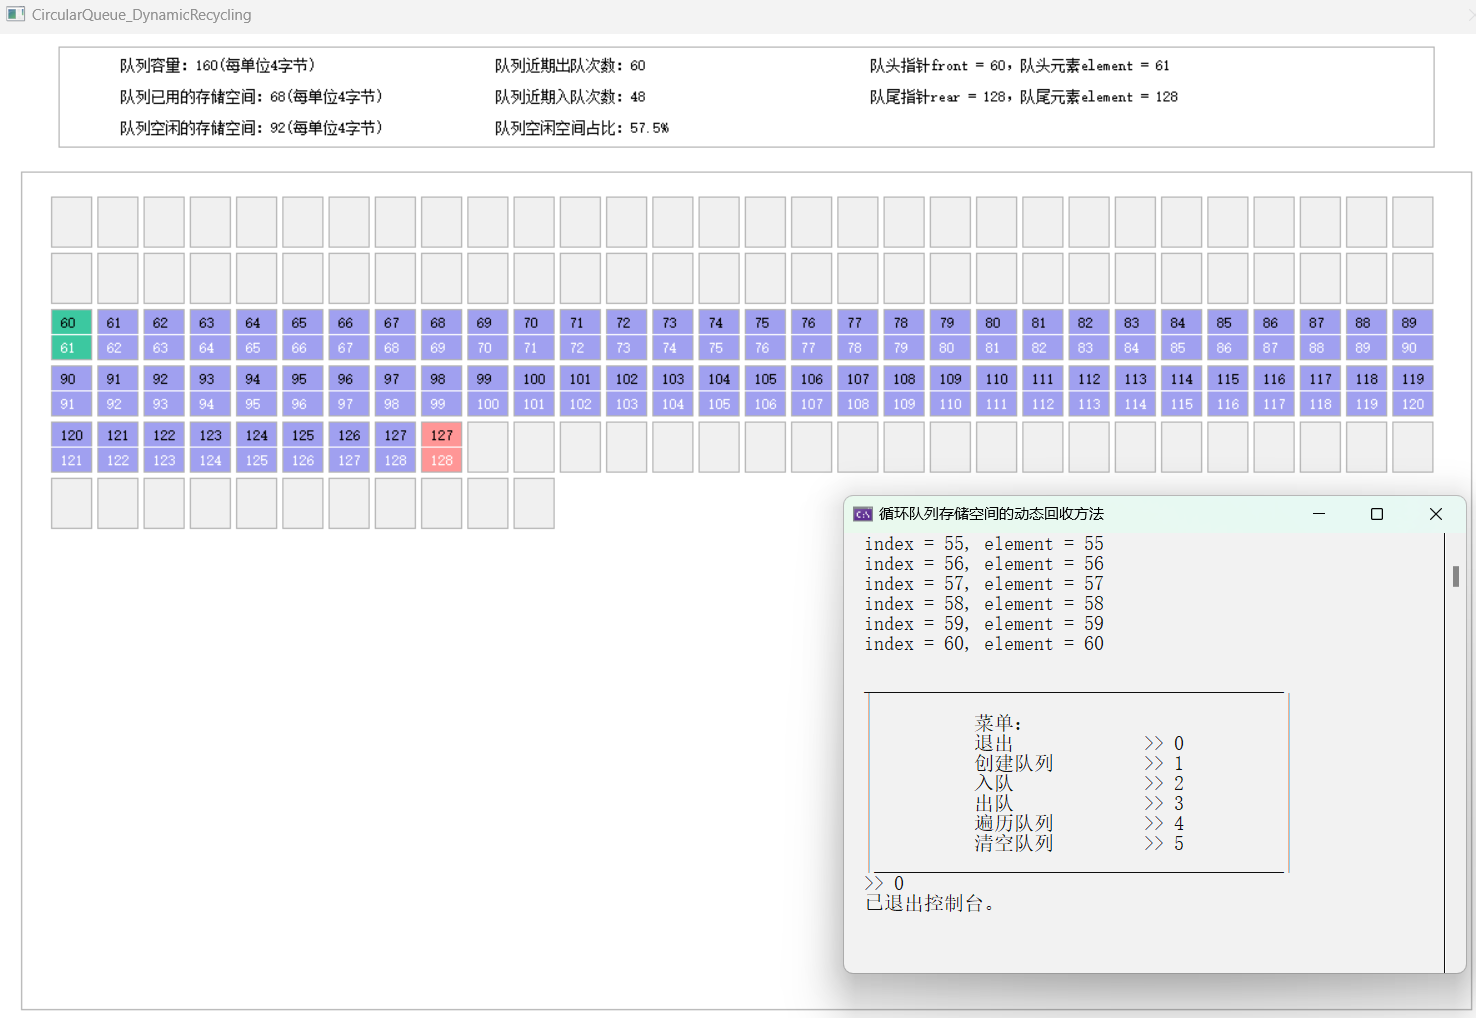 CircularQueue_DynamicRecycling
队列容量：160(每单位4字节) 队列近期出队次数：60 队头指针front = 60，队头元素element = 61
队列已用的存储空间：68(每单位4字节) 队列近期入队次数：48 队尾指针rear = 128，队尾元素element = 128
队列空闲的存储空间：92(每单位4字节) 队列空闲空间占比：57.5%
60 61 62 63 64 65 66 67 68 69 70 71 72 73 74 75 76 77 78 79 80 81 82 83 84 85 86 87 88 89
61 62 63 64 65 66 67 68 69 70 71 72 73 74 75 76 77 78 79 80 81 82 83 84 85 86 87 88 89 90
90 91 92 93 94 95 96 97 98 99 100 101 102 103 104 105 106 107 108 109 110 111 112 113 114 115 116 117 118 119
91 92 93 94 95 96 97 98 99 100 101 102 103 104 105 106 107 108 109 110 111 112 113 114 115 116 117 118 119 120
120 121 122 123 124 125 126 127 127
121 122 123 124 125 126 127 128 128
循环队列存储空间的动态回收方法
index = 55, element = 55
index = 56, element = 56
index = 57, element = 57
index = 58, element = 58
index = 59, element = 59
index = 60, element = 60
菜单：
退出 >> 0
创建队列 >> 1
入队 >> 2
出队 >> 3
遍历队列 >> 4
清空队列 >> 5
>> 0
已退出控制台。